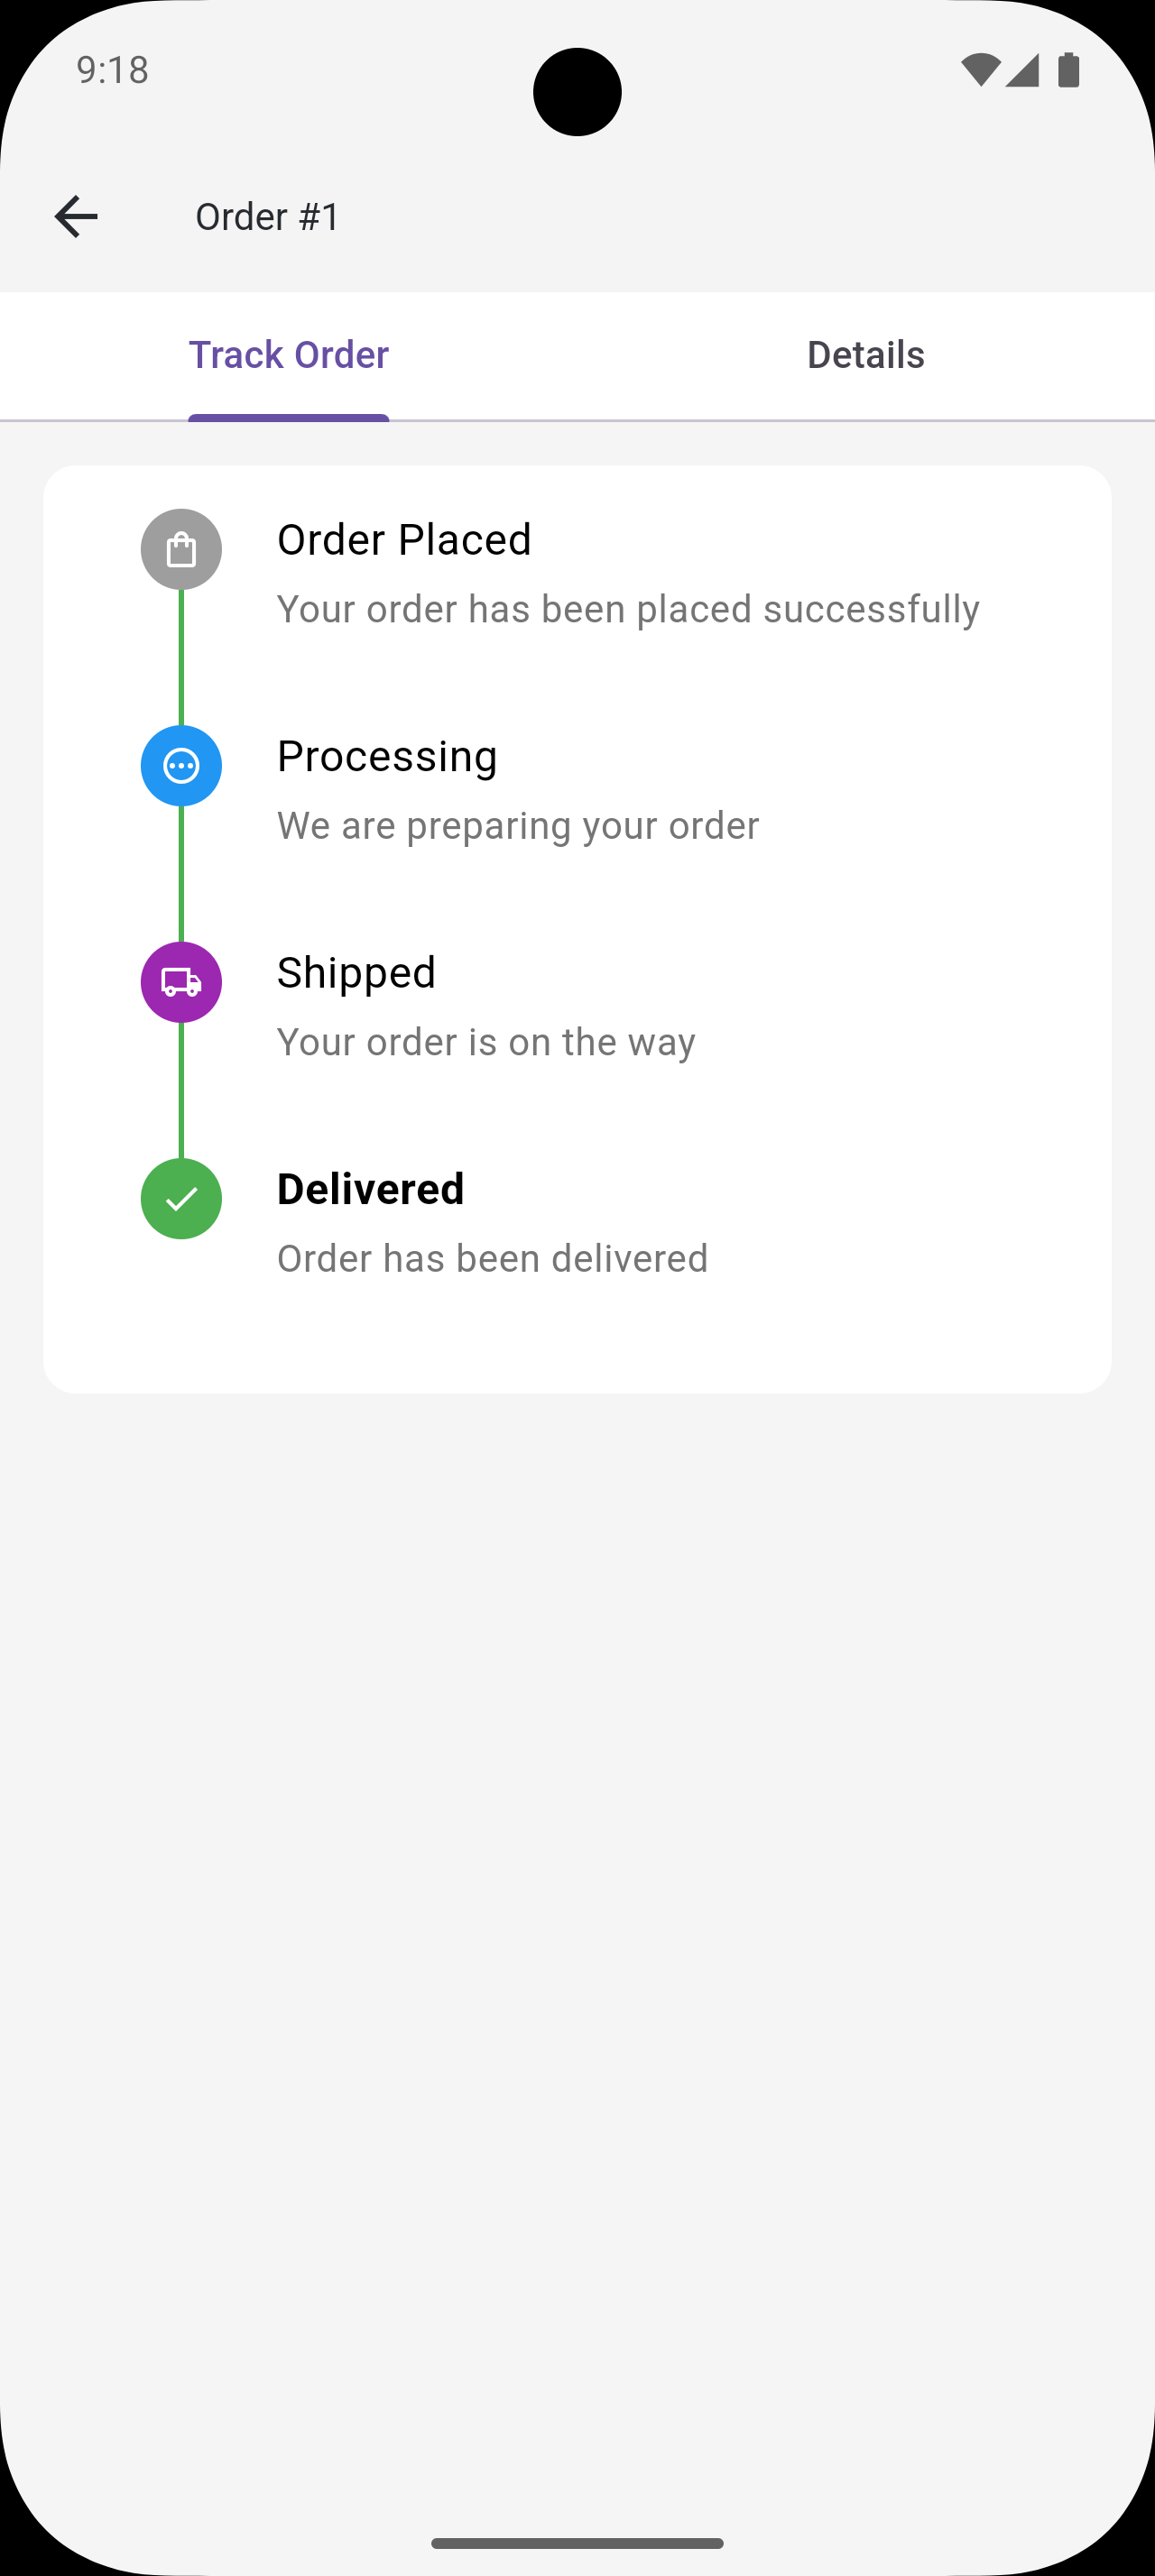 9:18
Order #1
Track Order
Details
Order Placed
Your order has been placed successfully
Processing
We are preparing your order
Shipped
Your order is on the way
Delivered
Order has been delivered